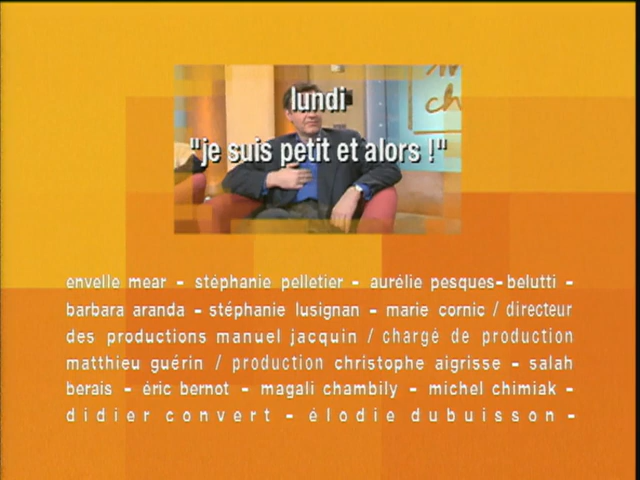 lundi
"je suis petit et alors !"
ch
envelle mear - stéphanie pelletier - aurélie pesques-belutti -
barbara aranda - stéphanie lusignan - marie cornic / directeur
des productions manuel jacquin / chargé de production
matthieu guérin / production christophe aigrisse - salah
berais - éric bernot - magali chambily - michel chimiak -
didier convert - élodie dubuisson -